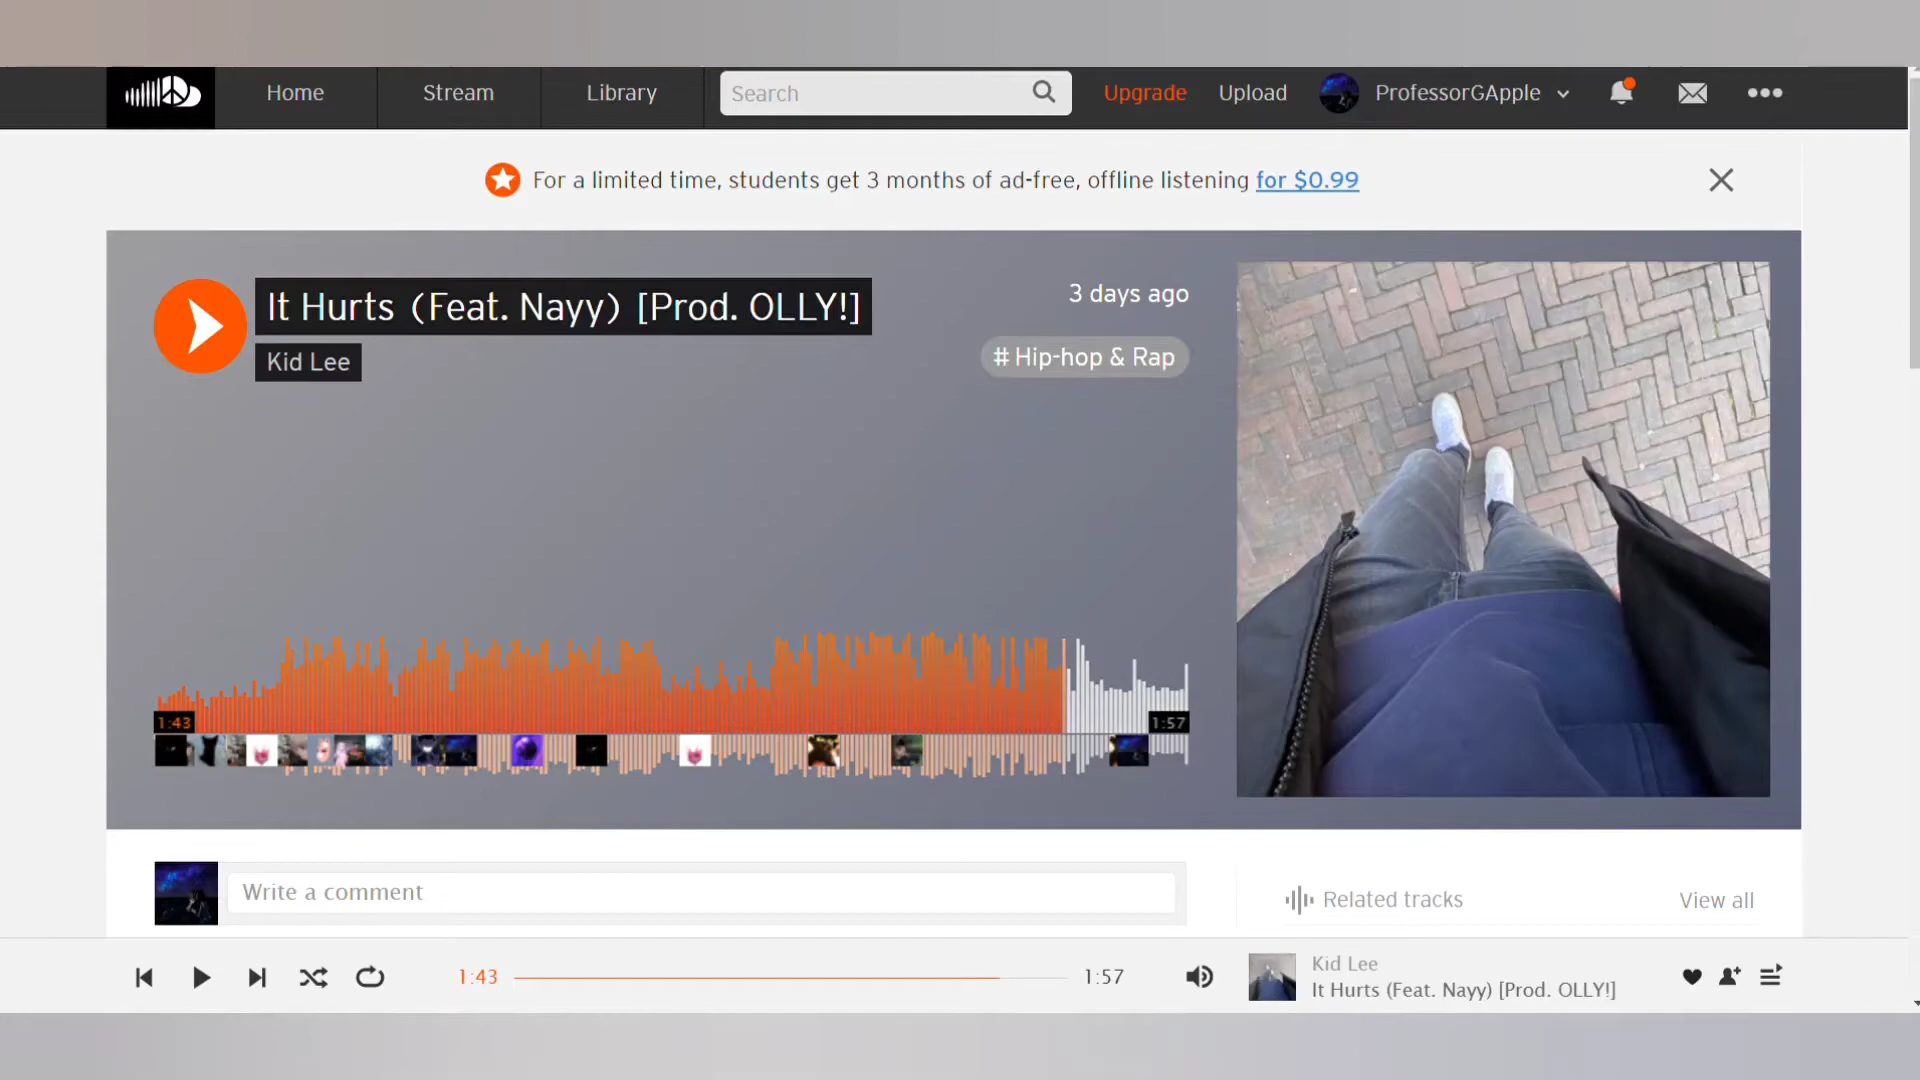 Home
Stream
Library
Search
Upgrade
Upload
ProfessorGApple
For a limited time, students get 3 months of ad-free, offline listening for $0.99
It Hurts (Feat. Nayy) [Prod. OLLY!]
Kid Lee
3 days ago
# Hip-hop & Rap
1:43
1:57
Write a comment
Related tracks
View all
1:43
1:57
Kid Lee
It Hurts (Feat. Nayy) [Prod. OLLY!]